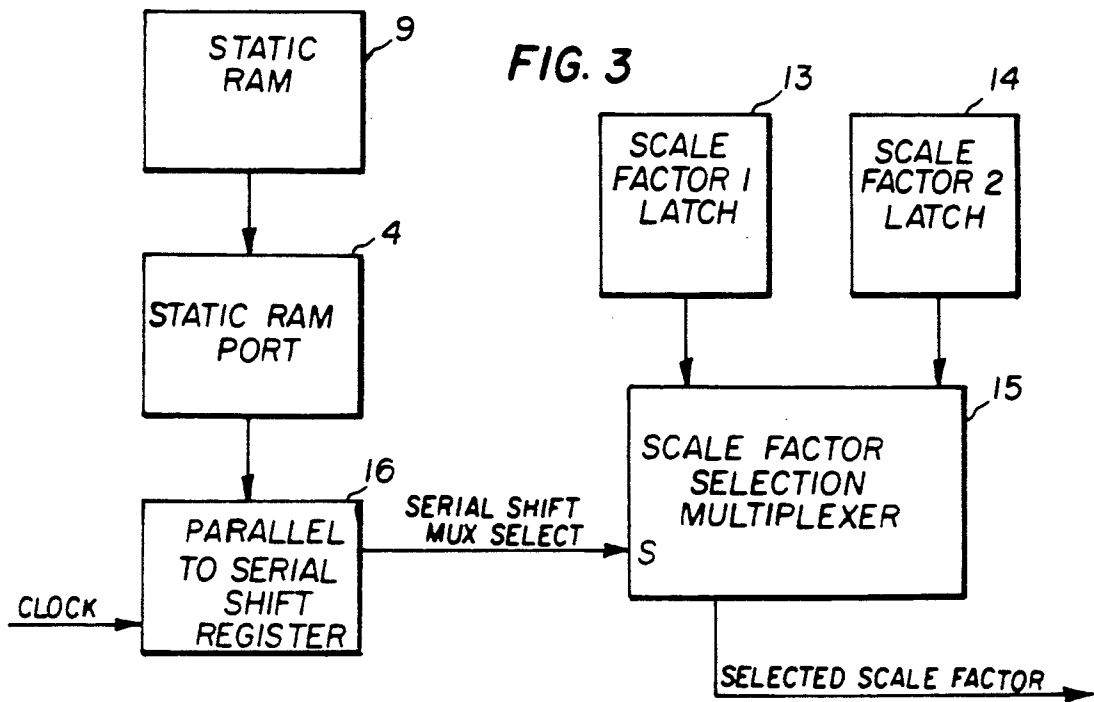 STATIC
RAM
9
FIG. 3
13
SCALE
FACTOR 1
LATCH
14
SCALE
FACTOR 2
LATCH
4
STATIC RAM
PORT
15
SCALE FACTOR
SELECTION
MULTIPLEXER
S
16
PARALLEL
TO SERIAL
SHIFT
REGISTER
SERIAL SHIFT
MUX SELECT
CLOCK
SELECTED SCALE FACTOR